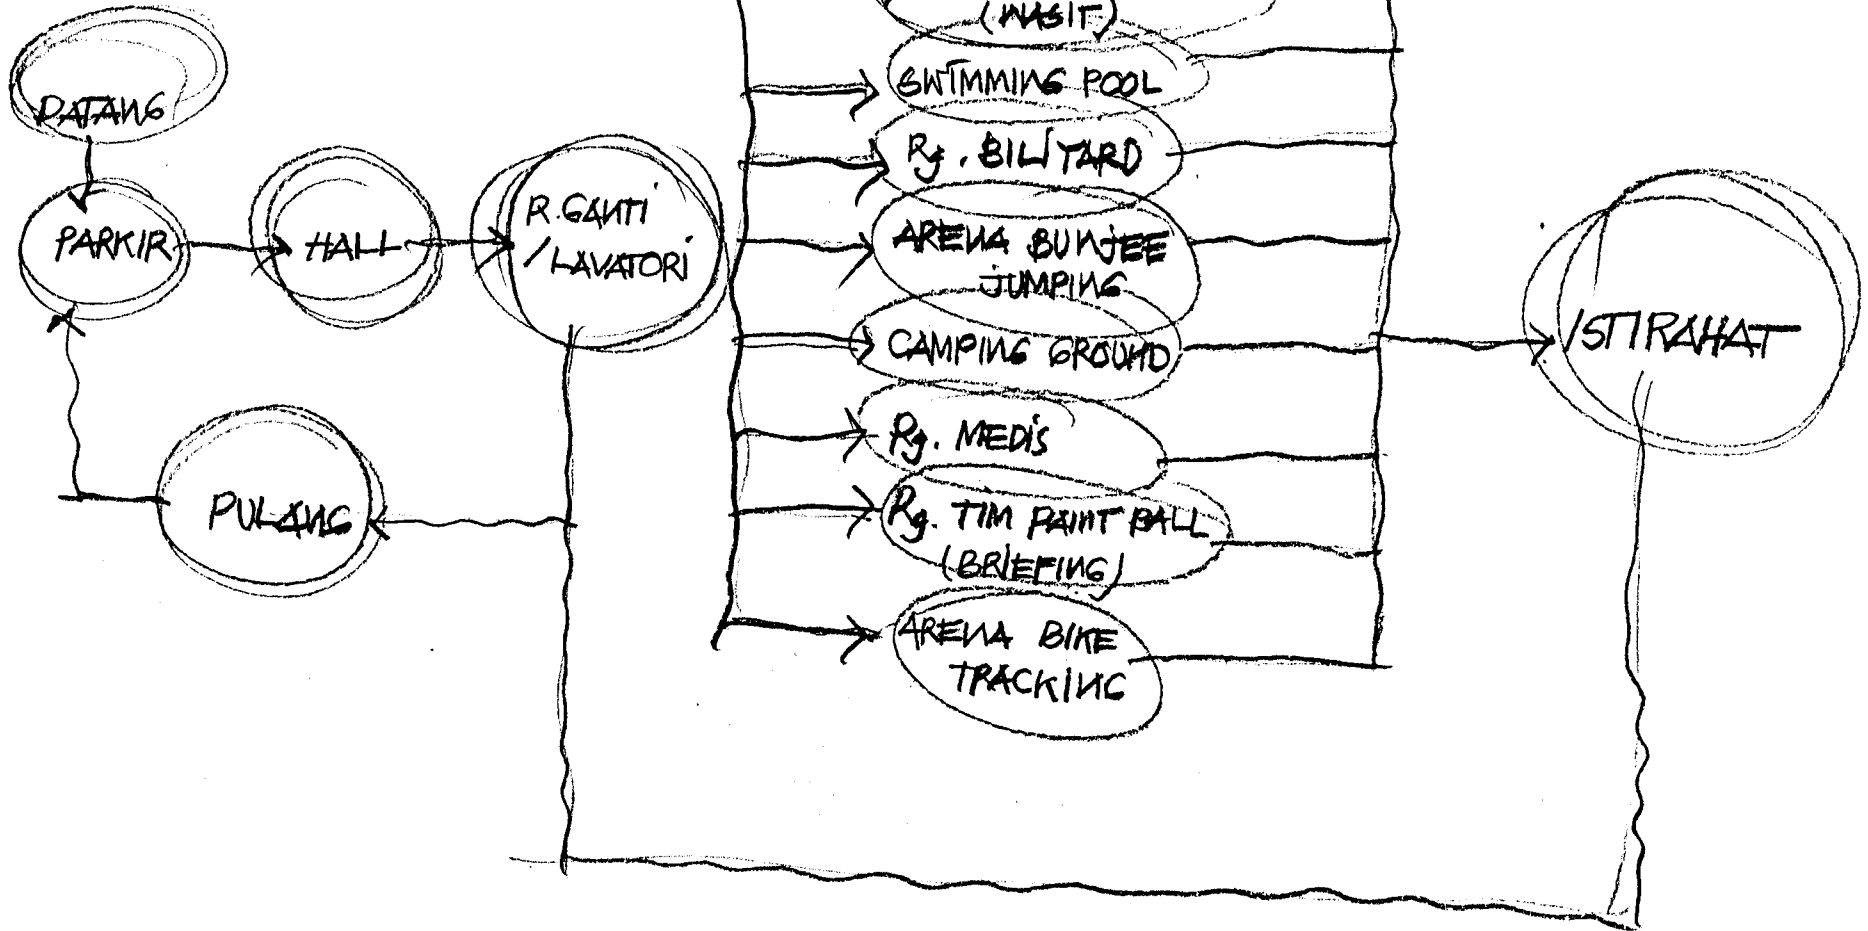 (WASIT)
DATANG
SWIMMING POOL
Rg. BILIYARD
PARKIR
HALL
R.GANTI
/LAVATORI
ARENA BUNJEE
JUMPING
CAMPING GROUND
ISTIRAHAT
Rg. MEDIS
PULANG
Rg. TIM PAINT BALL
(BRIEFING)
ARENA BIKE
TRACKING